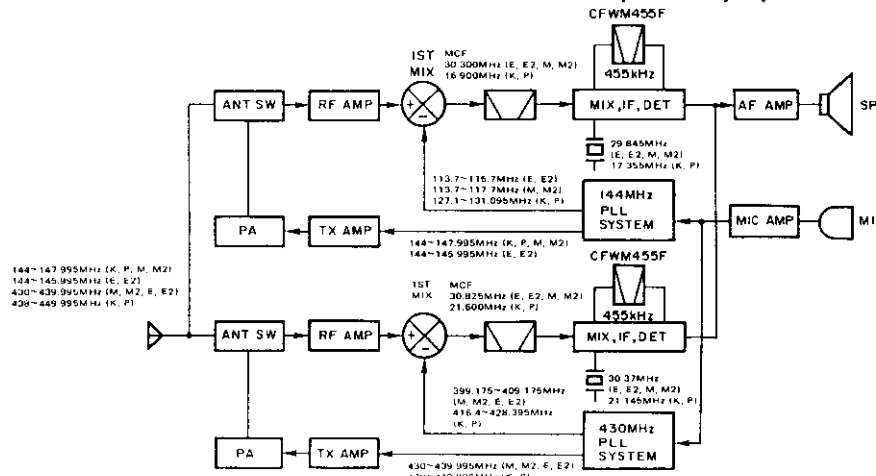 CFWM455F
1ST
MIX
MCF
30.300MHz (E, E2, M, M2)
16.900MHz (K, P)
455kHz
ANT SW
RF AMP
MIX, IF, DET
AF AMP
SP
29.845MHz
(E, E2, M, M2)
17.355MHz (K, P)
113.7~115.7MHz (E, E2)
113.7~117.7MHz (M, M2)
127.1~131.095MHz (K, P)
144MHz
PLL
SYSTEM
MIC AMP
MI
PA
TX AMP
144~147.995MHz (K, P, M, M2)
144~145.995MHz (E, E2)
144~147.995MHz (K, P, M, M2)
144~145.995MHz (E, E2)
430~439.995MHz (M, M2, E, E2)
438~449.995MHz (K, P)
CFWM455F
1ST
MIX
MCF
30.825MHz (E, E2, M, M2)
21.600MHz (K, P)
455kHz
ANT SW
RF AMP
MIX, IF, DET
30.37MHz
(E, E2, M, M2)
21.145MHz (K, P)
399.175~409.175MHz
(M, M2, E, E2)
416.4~428.395MHz
(K, P)
430MHz
PLL
SYSTEM
PA
TX AMP
430~439.995MHz (M, M2, E, E2)